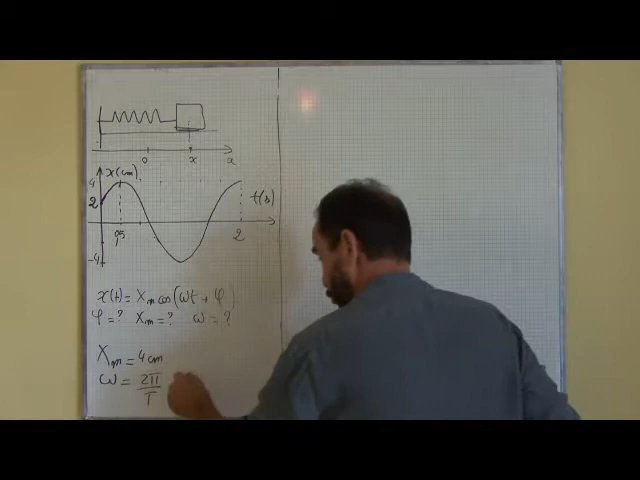 0 x x
x(cm)
4
2
-4
t(s)
0,5
2
x(t) = Xm cos(ωt + φ)
φ = ? Xm = ? ω = ?
Xm = 4 cm
ω = 2π/T